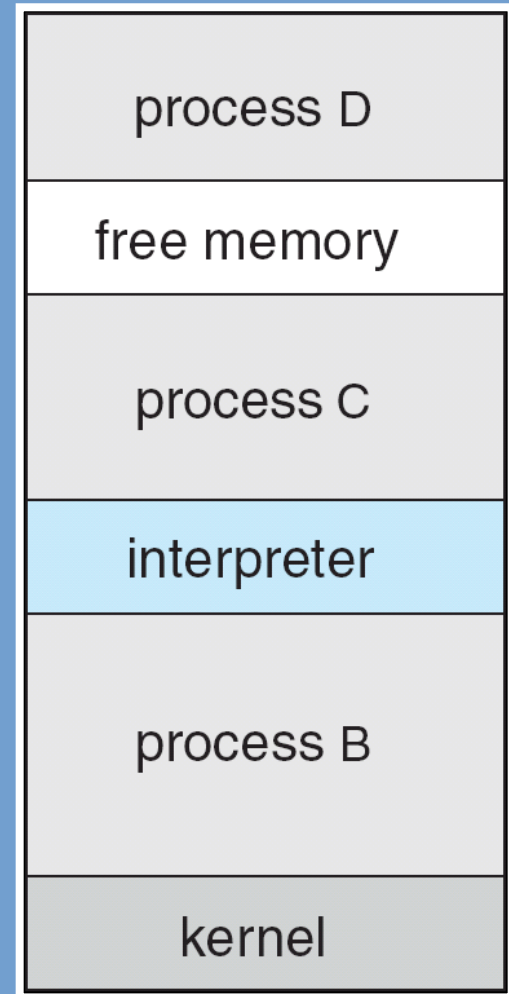 process D
free memory
process C
interpreter
process B
kernel